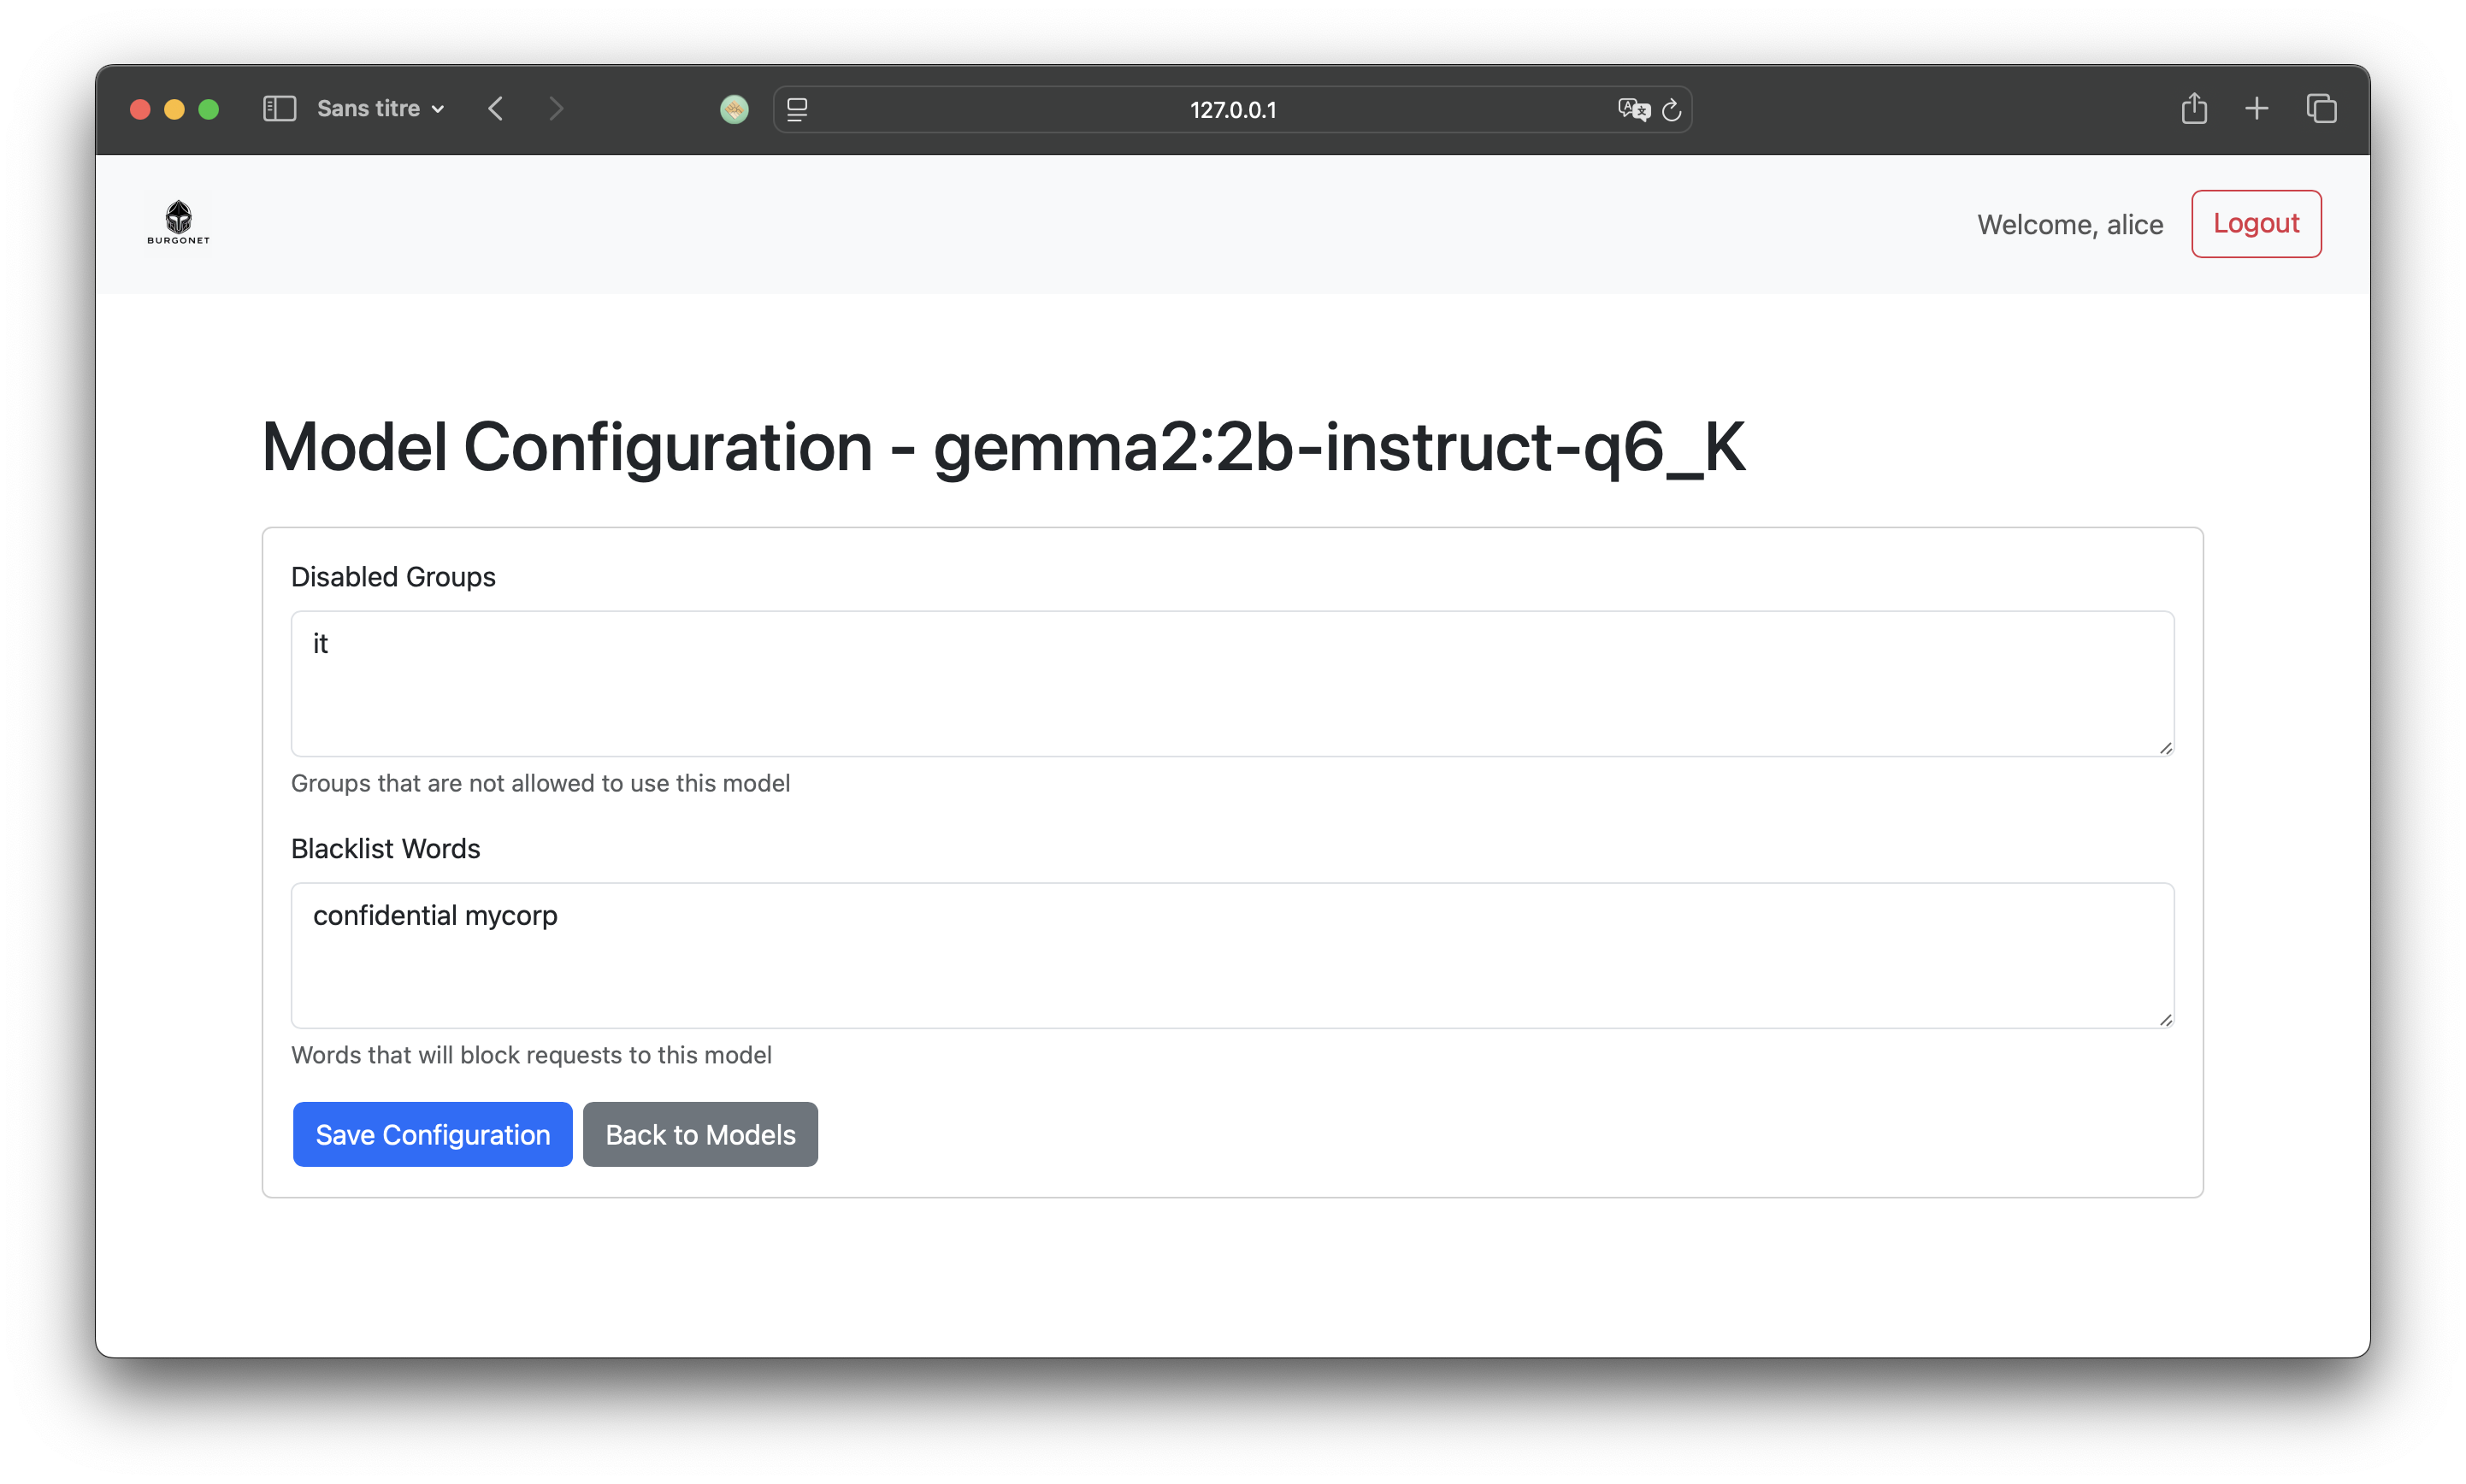 Sans titre
127.0.0.1
BURGONET
Welcome, alice
Logout
Model Configuration - gemma2:2b-instruct-q6_K
Disabled Groups
it
Groups that are not allowed to use this model
Blacklist Words
confidential mycorp
Words that will block requests to this model
Save Configuration
Back to Models